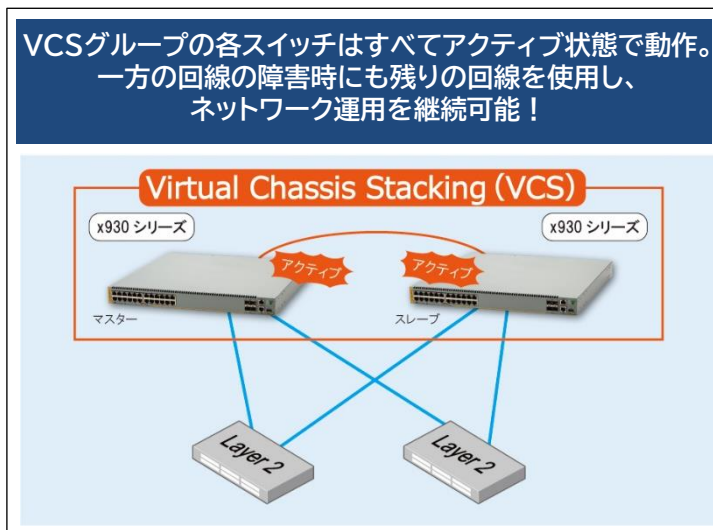 VCSグループの各スイッチはすべてアクティブ状態で動作。
一方の回線の障害時にも残りの回線を使用し、
ネットワーク運用を継続可能！
Virtual Chassis Stacking (VCS)
x930 シリーズ
x930 シリーズ
アクティブ
アクティブ
マスター
スレーブ
Layer 2
Layer 2